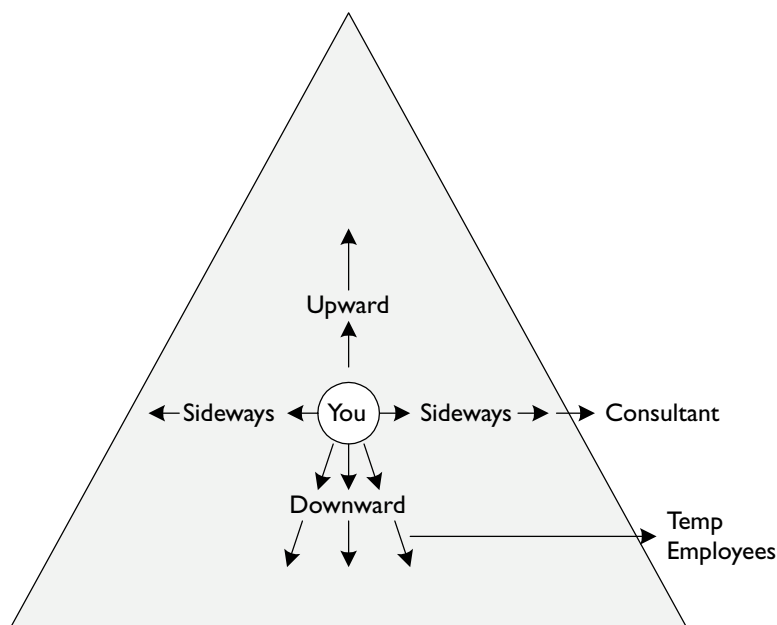 Upward
Sideways You Sideways Consultant
Downward
Temp
Employees